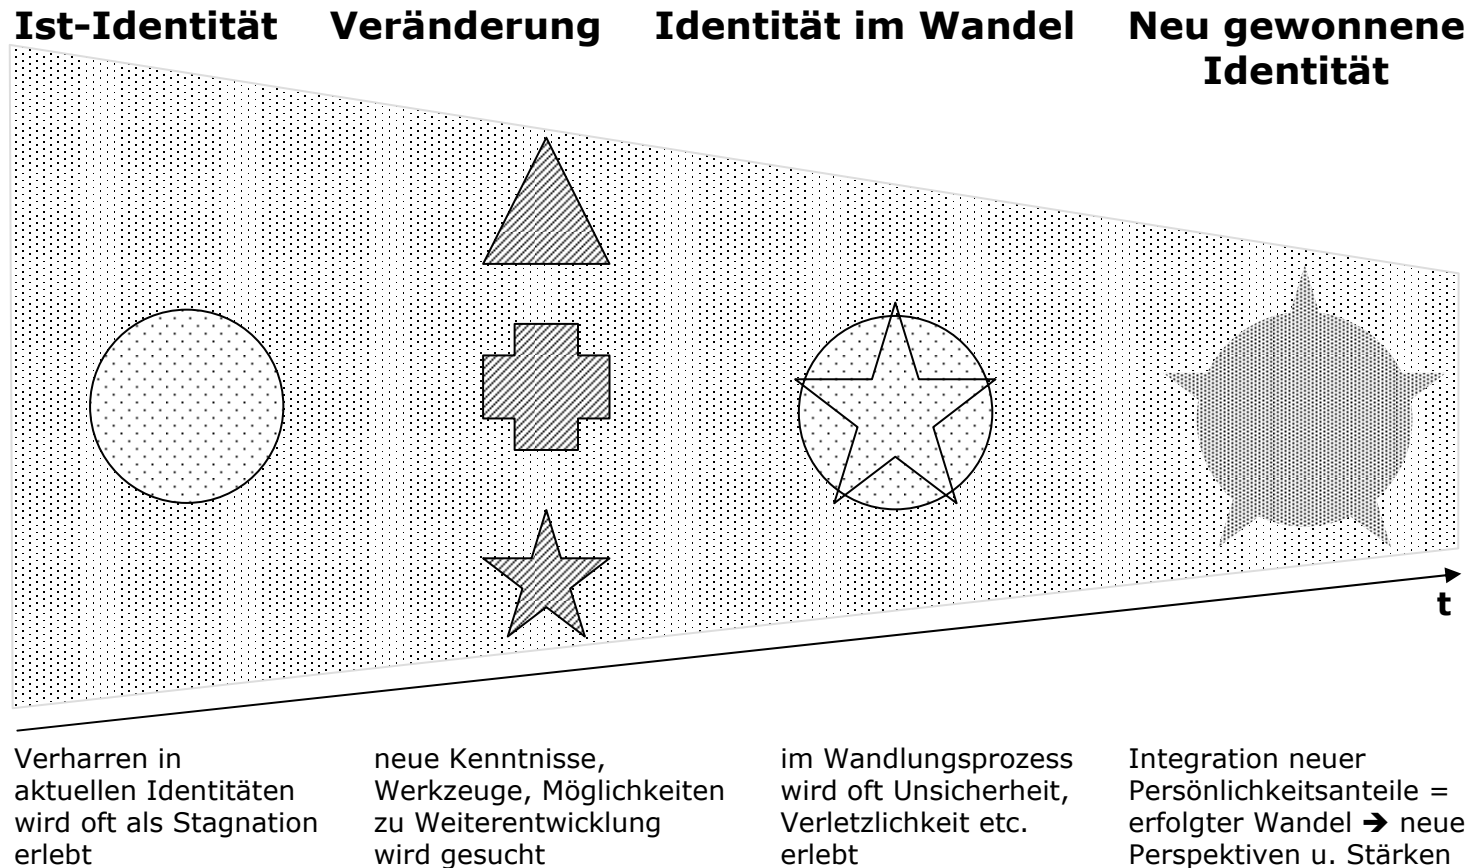 Ist-Identität
Veränderung
Identität im Wandel
Neu gewonnene
Identität
t
Verharren in
aktuellen Identitäten
wird oft als Stagnation
erlebt
neue Kenntnisse,
Werkzeuge, Möglichkeiten
zu Weiterentwicklung
wird gesucht
im Wandlungsprozess
wird oft Unsicherheit,
Verletzlichkeit etc.
erlebt
Integration neuer
Persönlichkeitsanteile =
erfolgter Wandel ➔ neue
Perspektiven u. Stärken